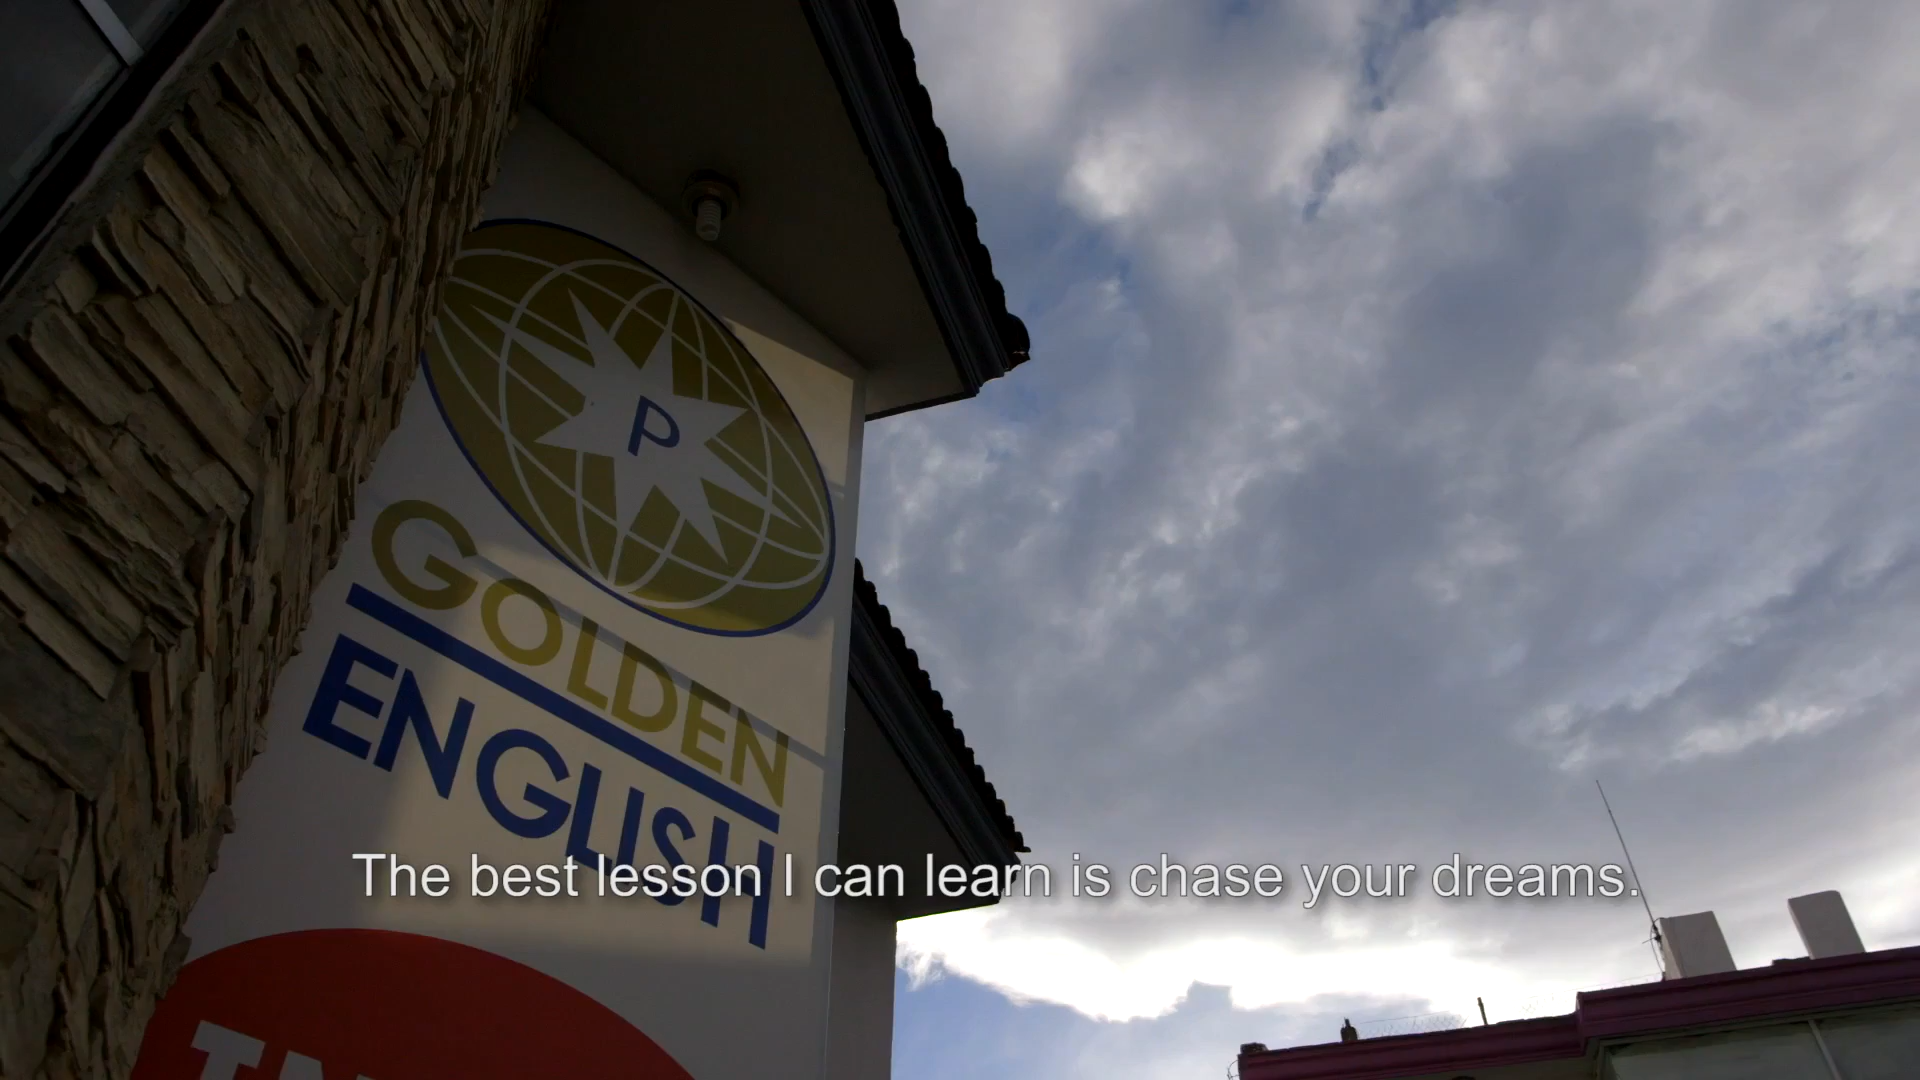 P
GOLDEN
ENGLISH
The best lesson I can learn is chase your dreams.